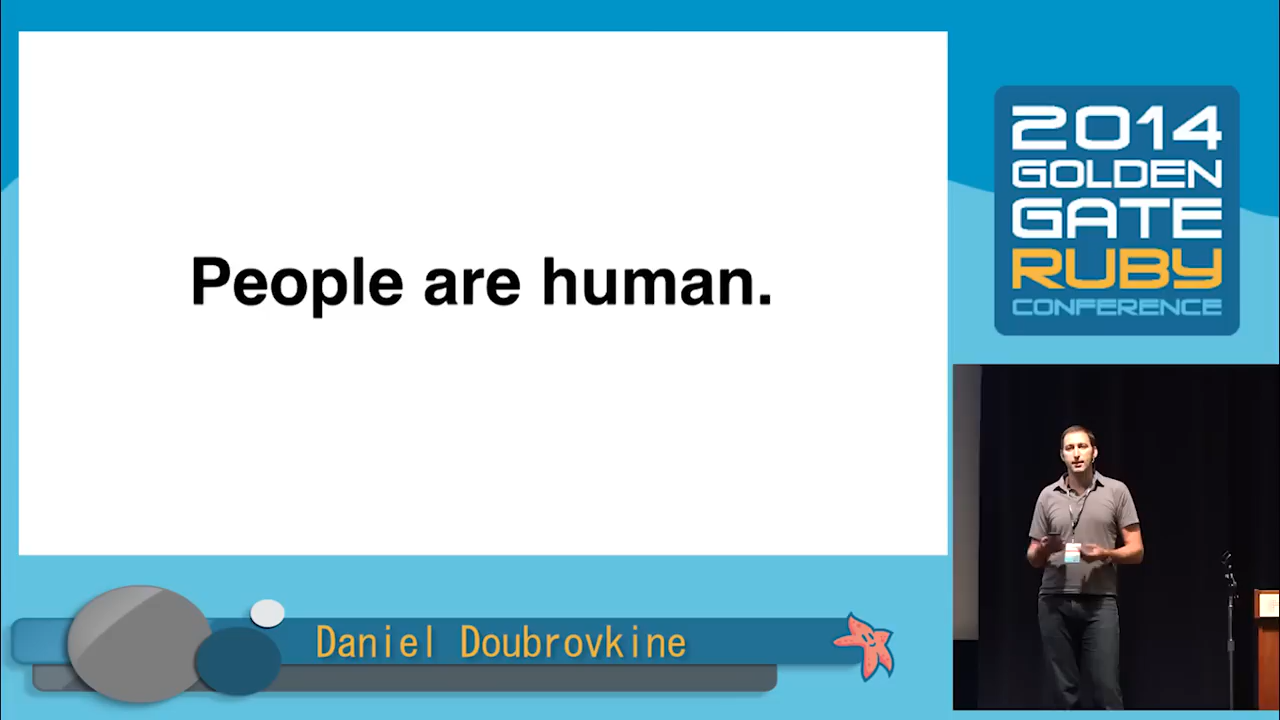 People are human.
2014
GOLDEN
GATE
RUBY
CONFERENCE
Daniel Doubrovkine